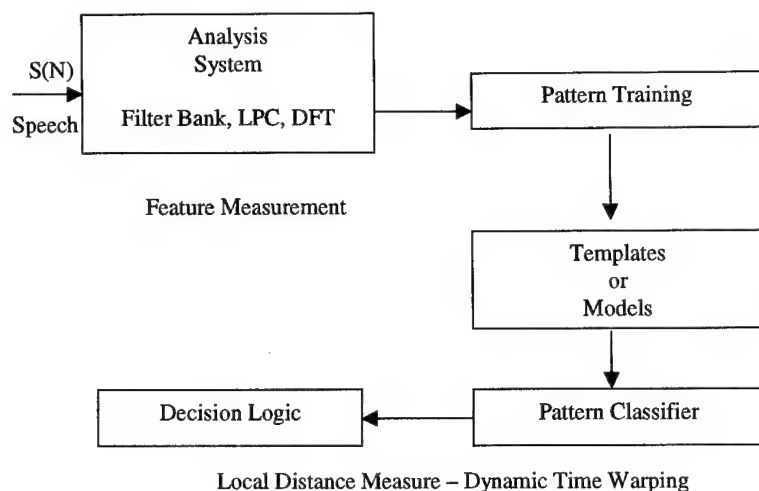 Analysis
System
S(N)
Speech
Filter Bank, LPC, DFT
Pattern Training
Feature Measurement
Templates
or
Models
Decision Logic
Pattern Classifier
Local Distance Measure – Dynamic Time Warping